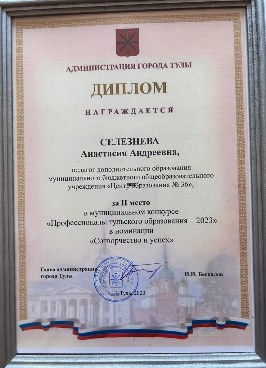 АДМИНИСТРАЦИЯ ГОРОДА ТУЛЫ
ДИПЛОМ
НАГРАЖДАЕТСЯ
СЕЛЕЗНЕВА
Анастасия Андреевна,
педагог дополнительного образования
муниципального бюджетного общеобразовательного
учреждения «Центр образования № 36»,
за II место
в муниципальном конкурсе
«Профессионалы тульского образования – 2023»
в номинации
«Сотворчество и успех»
Глава администрации
города Тулы
И.И. Беспалов
Тула, 2023